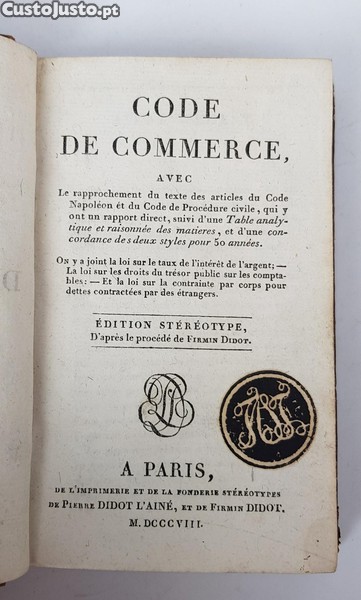 CustoJusto.pt
CODE
DE COMMERCE,
AVEC
Le rapprochement du texte des articles du Code
Napoléon et du Code de Procédure civile, qui y
ont un rapport direct, suivi d'une Table analy-
tique et raisonnée des matieres, et d'une con-
cordance des deux styles pour 50 années.
On y a joint la loi sur le taux de l'intérêt de l'argent; —
La loi sur les droits du trésor public sur les compta-
bles: — Et la loi sur la contrainte par corps pour
dettes contractées par des étrangers.
ÉDITION STÉRÉOTYPE,
D'après le procédé de FIRMIN DIDOT.
A PARIS,
DE L'IMPRIMERIE ET DE LA FONDERIE STÉRÉOTYPES
DE PIERRE DIDOT L'AINÉ, ET DE FIRMIN DIDOT.
M. DCCCVIII.